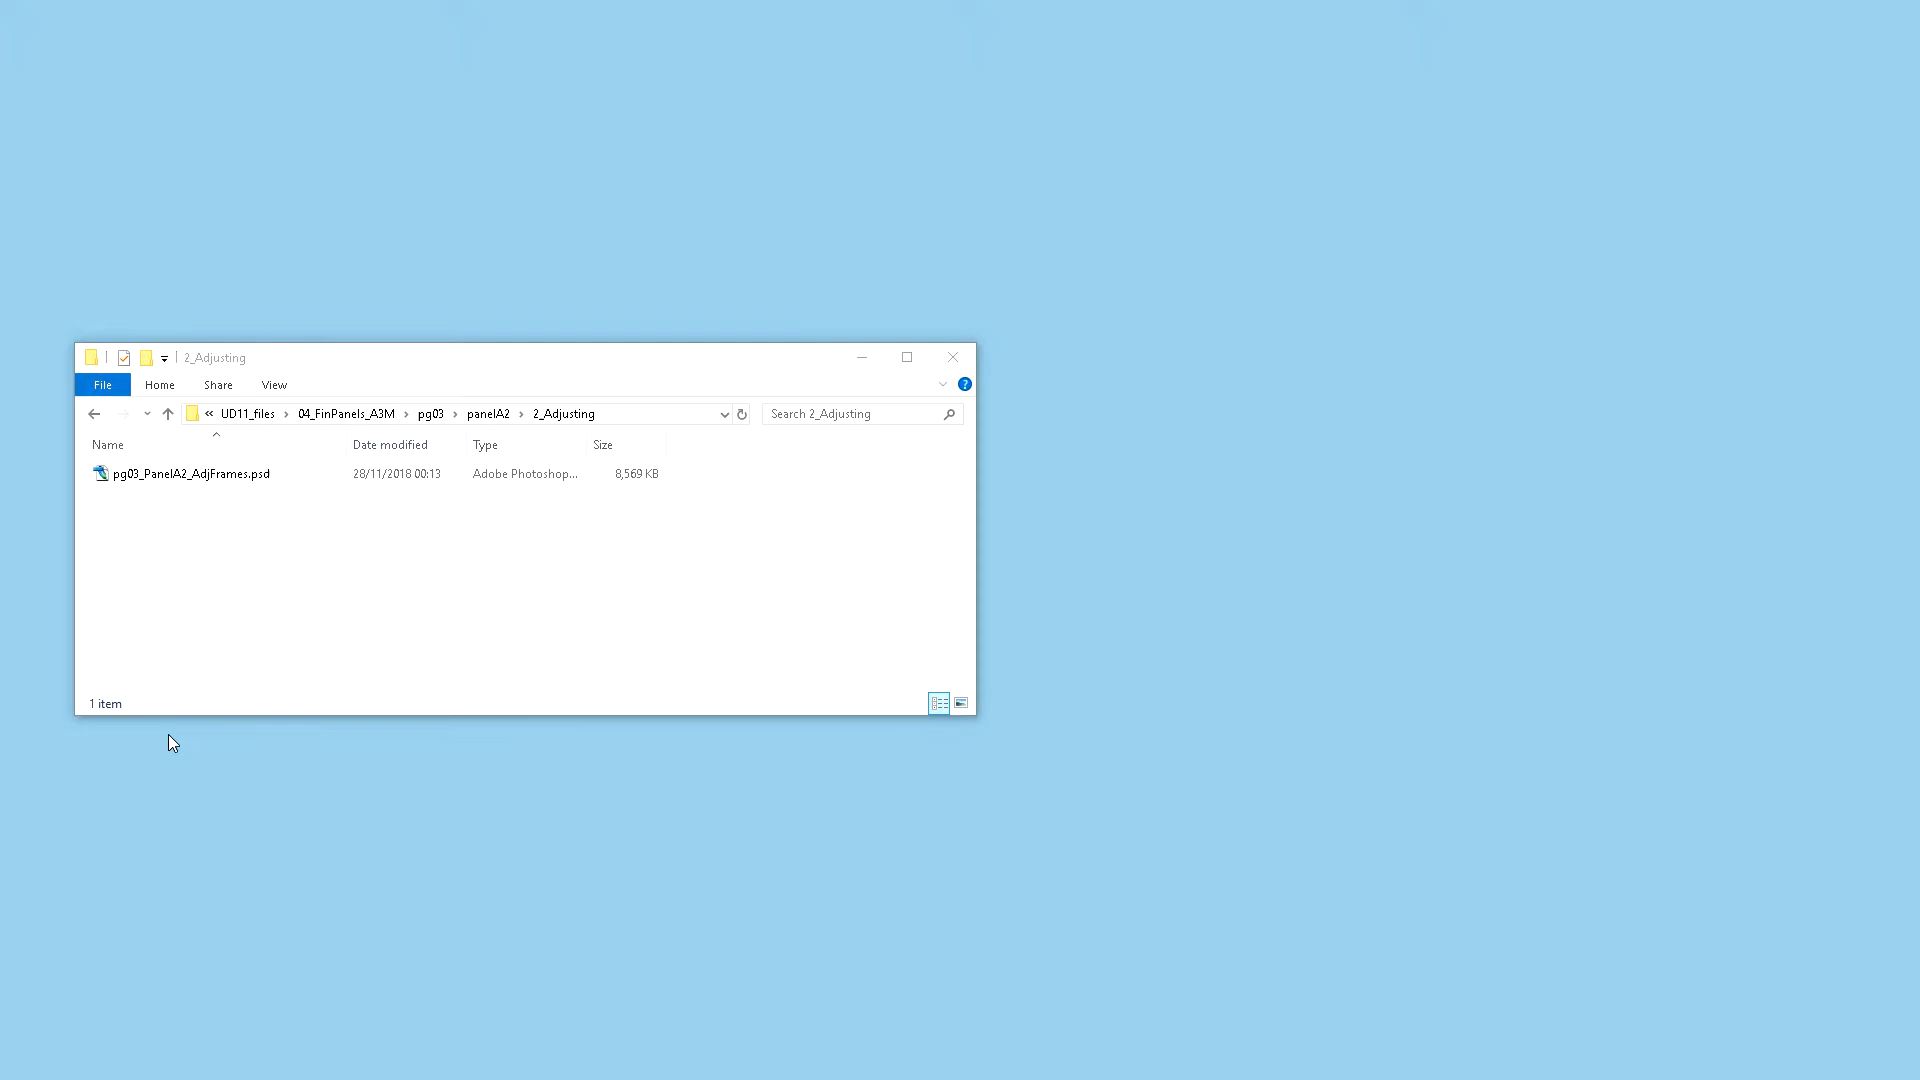 2_Adjusting
File Home Share View ?
« UD11_files › 04_FinPanels_A3M › pg03 › panelA2 › 2_Adjusting Search 2_Adjusting
Name Date modified Type Size
pg03_PanelA2_AdjFrames.psd 28/11/2018 00:13 Adobe Photoshop... 8,569 KB
1 item